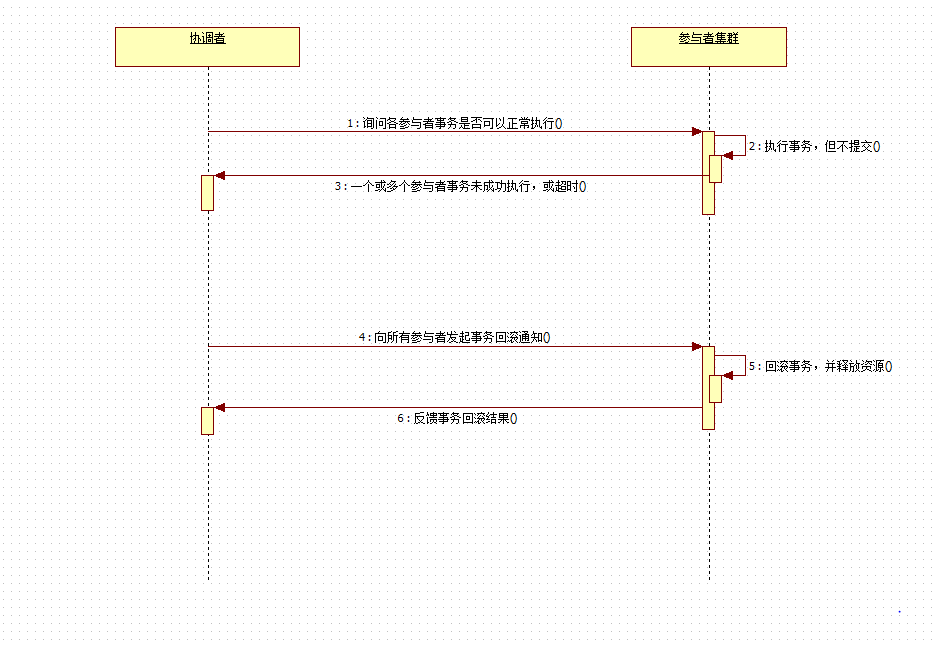 协调者
参与者集群
1:询问各参与者事务是否可以正常执行()
2:执行事务，但不提交()
3:一个或多个参与者事务未成功执行，或超时()
4:向所有参与者发起事务回滚通知()
5:回滚事务，并释放资源()
6:反馈事务回滚结果()